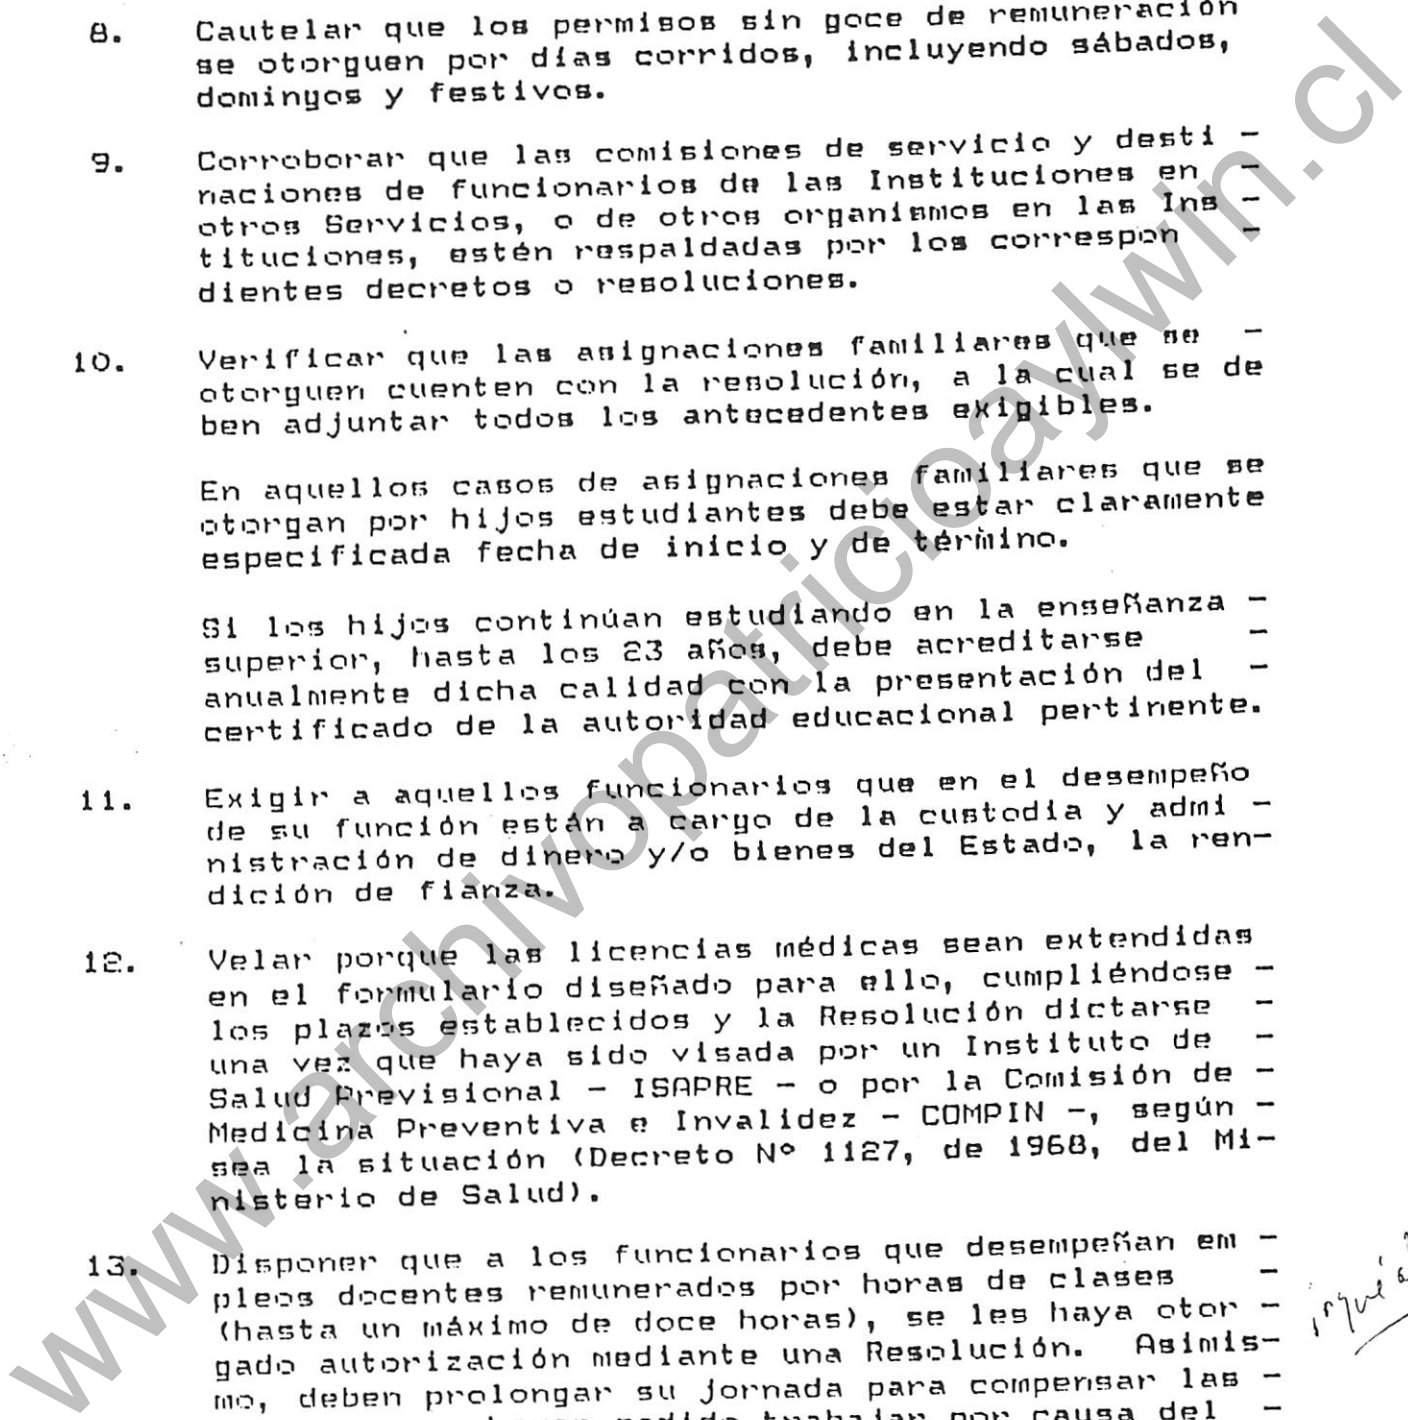 8. Cautelar que los permisos sin goce de remuneración
se otorguen por días corridos, incluyendo sábados,
domingos y festivos.
9. Corroborar que las comisiones de servicio y desti -
naciones de funcionarios de las Instituciones en -
otros Servicios, o de otros organismos en las Ins -
tituciones, estén respaldadas por los correspon -
dientes decretos o resoluciones.
10. Verificar que las asignaciones familiares que se -
otorguen cuenten con la resolución, a la cual se de
ben adjuntar todos los antecedentes exigibles.
En aquellos casos de asignaciones familiares que se
otorgan por hijos estudiantes debe estar claramente
especificada fecha de inicio y de término.
Si los hijos continúan estudiando en la enseñanza -
superior, hasta los 23 años, debe acreditarse -
anualmente dicha calidad con la presentación del -
certificado de la autoridad educacional pertinente.
11. Exigir a aquellos funcionarios que en el desempeño
de su función están a cargo de la custodia y admi -
nistración de dinero y/o bienes del Estado, la ren-
dición de fianza.
12. Velar porque las licencias médicas sean extendidas
en el formulario diseñado para ello, cumpliéndose -
los plazos establecidos y la Resolución dictarse -
una vez que haya sido visada por un Instituto de -
Salud Previsional - ISAPRE - o por la Comisión de -
Medicina Preventiva e Invalidez - COMPIN -, según -
sea la situación (Decreto Nº 1127, de 1968, del Mi-
nisterio de Salud).
13. Disponer que a los funcionarios que desempeñan em -
pleos docentes remunerados por horas de clases -
(hasta un máximo de doce horas), se les haya otor -
gado autorización mediante una Resolución. Asimis-
mo, deben prolongar su jornada para compensar las -
podido trabajar por causa del -
¿qué
www.archivopatricioaylwin.cl